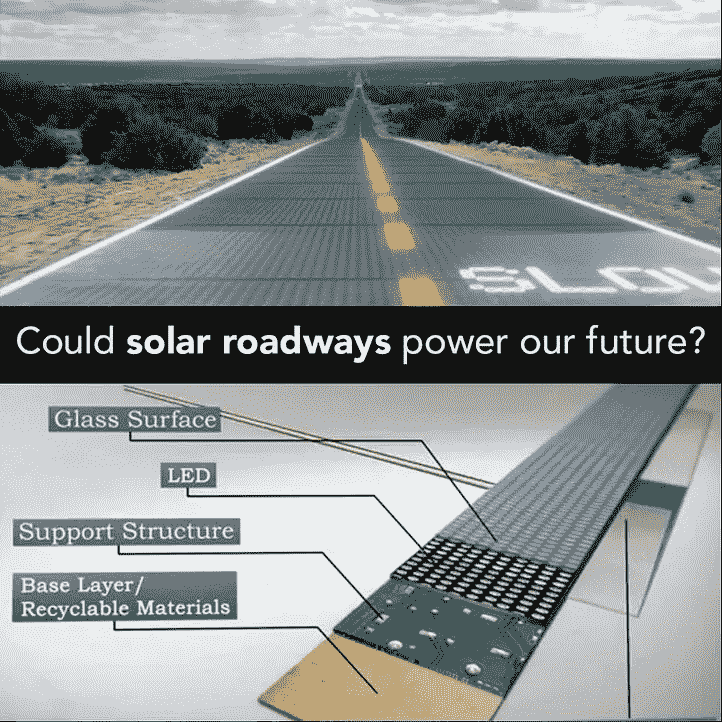 SLOW
Could solar roadways power our future?
Glass Surface
LED
Support Structure
Base Layer/
Recyclable Materials